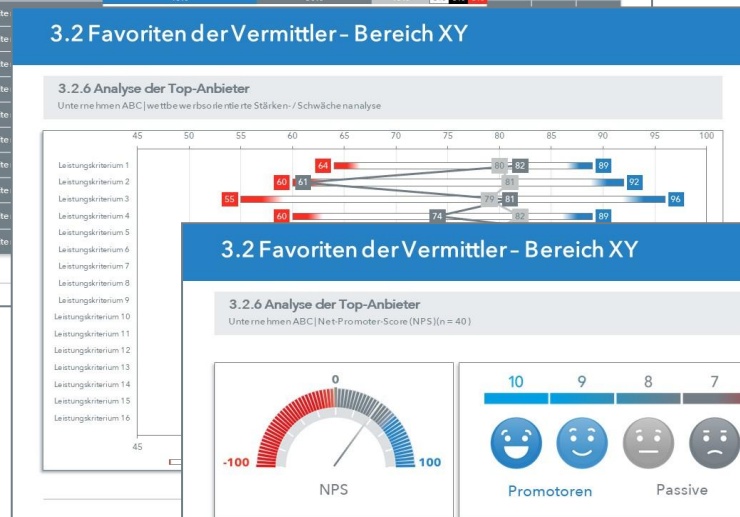 3.2 Favoriten der Vermittler – Bereich XY
3.2.6 Analyse der Top-Anbieter
Unternehmen ABC | wettbewerbsorientierte Stärken- / Schwächenanalyse
45 50 55 60 65 70 75 80 85 90 95 100
Leistungskriterium 1 64 80 82 89
Leistungskriterium 2 60 61 81 92
Leistungskriterium 3 55 79 81 96
Leistungskriterium 4 60 74 82 89
Leistungskriterium 5
Leistungskriterium 6
Leistungskriterium 7
Leistungskriterium 8
Leistungskriterium 9
Leistungskriterium 10
Leistungskriterium 11
Leistungskriterium 12
Leistungskriterium 13
Leistungskriterium 14
Leistungskriterium 15
Leistungskriterium 16
45
3.2 Favoriten der Vermittler – Bereich XY
3.2.6 Analyse der Top-Anbieter
Unternehmen ABC | Net-Promoter-Score (NPS) (n = 40)
0
-100 100
NPS
10 9 8 7
Promotoren Passive